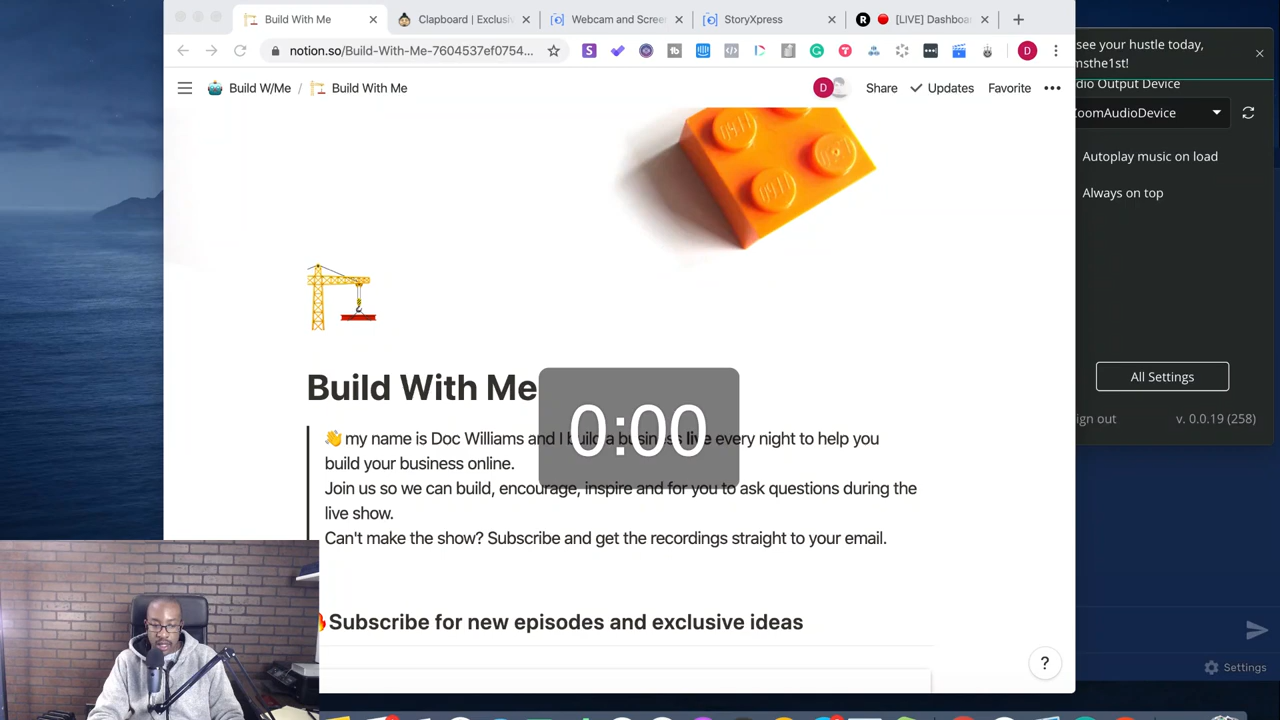 Build With Me
Clapboard | Exclusiv
Webcam and Scree
StoryXpress
[LIVE] Dashboa
notion.so/Build-With-Me-7604537ef0754...
Build W/Me / Build With Me
D
Share
Updates
Favorite
see your hustle today,
msthe1st!
dio Output Device
oomAudioDevice
Autoplay music on load
Always on top
All Settings
ign out
v. 0.0.19 (258)
Build With Me
0:00
my name is Doc Williams and I build a business live every night to help you
build your business online.
Join us so we can build, encourage, inspire and for you to ask questions during the
live show.
Can't make the show? Subscribe and get the recordings straight to your email.
Subscribe for new episodes and exclusive ideas
?
Settings